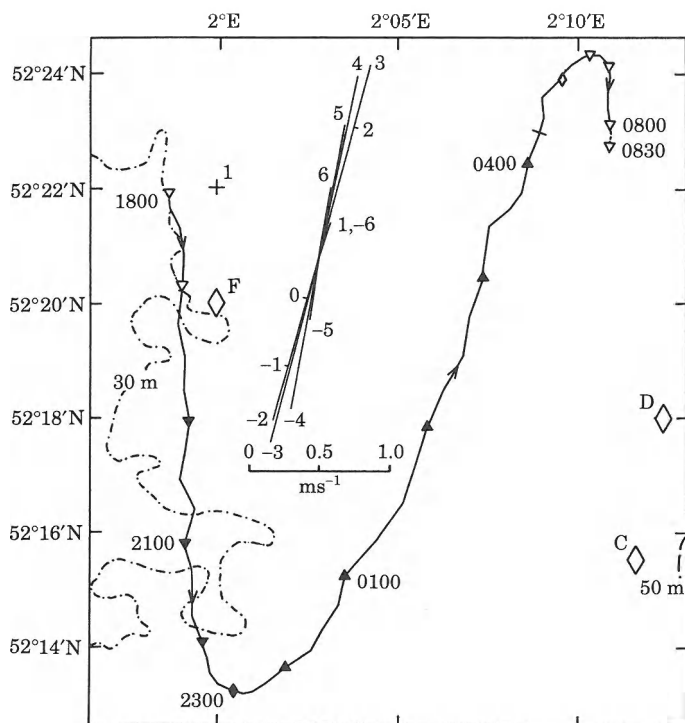 2°E 2°05′E 2°10′E
52°24′N
52°22′N
52°20′N
52°18′N
52°16′N
52°14′N
4 3
5
2
6
1,–6
0
–5
–1
–2
–4
–3
0 0.5 1.0
ms⁻¹
1
1800
F
30 m
2100
2300
0100
0400
0800
0830
D
C
50 m